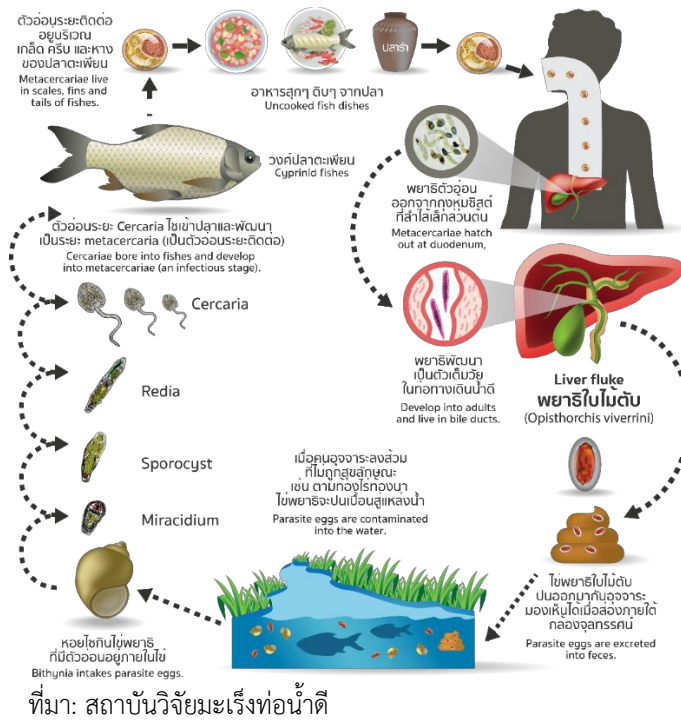 ตัวอ่อนระยะติดต่อ
อยู่บริเวณ
เกล็ด ครีบ และหาง
ของปลาตะเพียน
Metacercariae live
in scales, fins and
tails of fishes.
ปลาร้า
อาหารสุกๆ ดิบๆ จากปลา
Uncooked fish dishes
วงศ์ปลาตะเพียน
Cyprinid fishes
ตัวอ่อนระยะ Cercaria ไชเข้าปลาและพัฒนา
เป็นระยะ metacercaria (เป็นตัวอ่อนระยะติดต่อ)
Cercariae bore into fishes and develop
into metacercariae (an infectious stage).
Cercaria
Redia
Sporocyst
Miracidium
หอยไซกินไข่พยาธิ
ที่มีตัวอ่อนอยู่ภายในไข่
Bithynia intakes parasite eggs.
พยาธิตัวอ่อน
ออกจากถุงหุ้มซิสต์
ที่ลำไส้เล็กส่วนต้น
Metacercariae hatch
out at duodenum,
พยาธิพัฒนา
เป็นตัวเต็มวัย
ในท่อทางเดินน้ำดี
Develop into adults
and live in bile ducts.
Liver fluke
พยาธิใบไม้ตับ
(Opisthorchis viverrini)
เมื่อคนอุจจาระลงส้วม
ที่ไม่ถูกสุขลักษณะ
เช่น ตามท้องไร่ท้องนา
ไข่พยาธิจะปนเปื้อนสู่แหล่งน้ำ
Parasite eggs are contaminated
into the water.
ไข่พยาธิใบไม้ตับ
ปนออกมากับอุจจาระ
มองเห็นได้เมื่อส่องภายใต้
กล้องจุลทรรศน์
Parasite eggs are excreted
into feces.
ที่มา: สถาบันวิจัยมะเร็งท่อน้ำดี